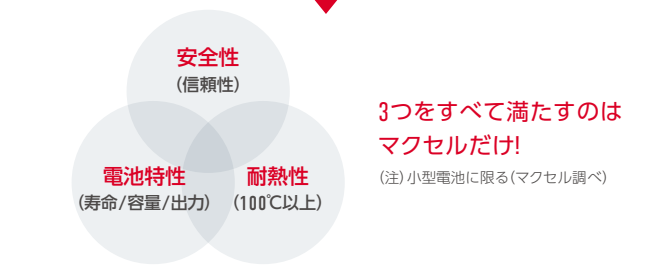 安全性
(信頼性)
電池特性
(寿命/容量/出力)
耐熱性
(100℃以上)
3つをすべて満たすのは
マクセルだけ!
(注)小型電池に限る(マクセル調べ)